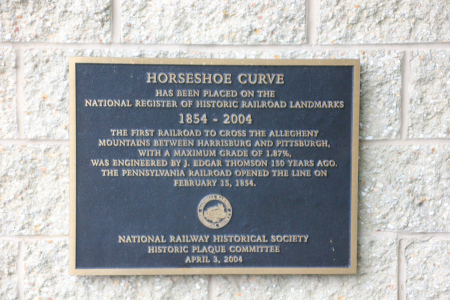 HORSESHOE CURVE
HAS BEEN PLACED ON THE
NATIONAL REGISTER OF HISTORIC RAILROAD LANDMARKS
1854 - 2004
THE FIRST RAILROAD TO CROSS THE ALLEGHENY
MOUNTAINS BETWEEN HARRISBURG AND PITTSBURGH,
WITH A MAXIMUM GRADE OF 1.87%,
WAS ENGINEERED BY J. EDGAR THOMSON 150 YEARS AGO.
THE PENNSYLVANIA RAILROAD OPENED THE LINE ON
FEBRUARY 15, 1854.
NATIONAL RAILWAY HISTORICAL SOCIETY
HISTORIC PLAQUE COMMITTEE
APRIL 3, 2004